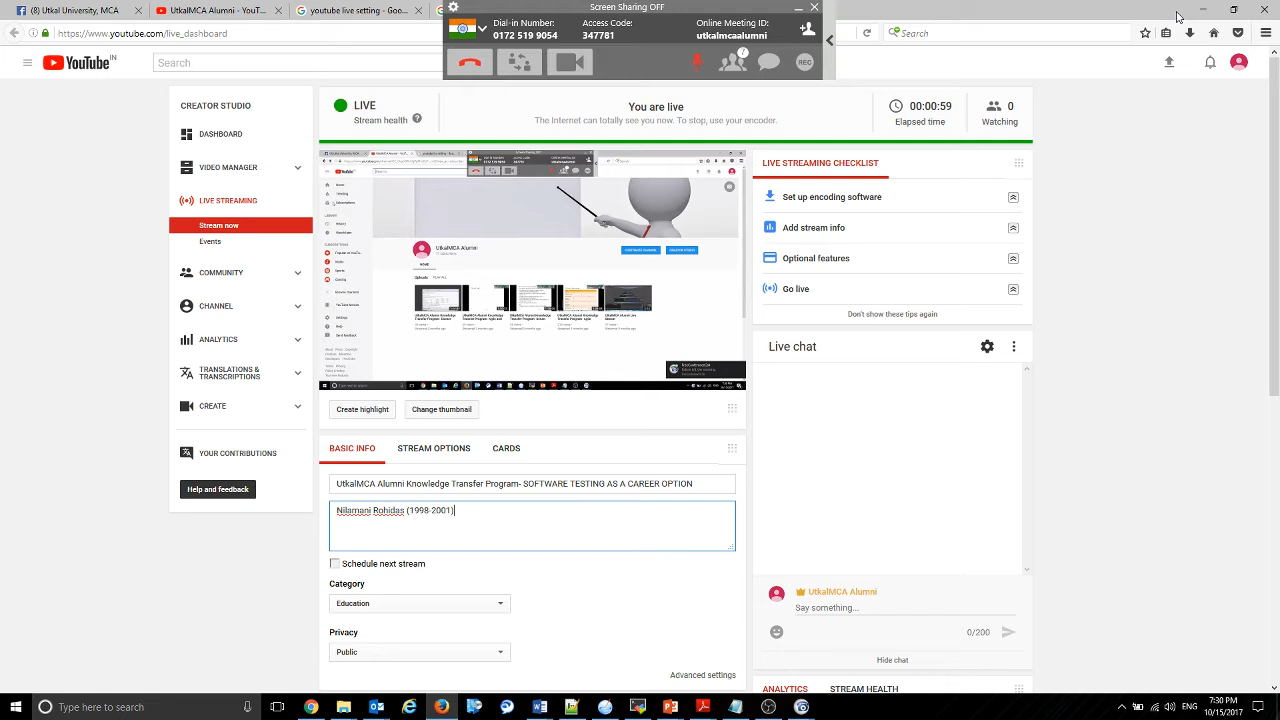 Utkal University, MCA
UtkalMCA Alumni - YouT...
youtube live setting - G...
Screen Sharing OFF
Dial-in Number:
0172 519 9054
Access Code:
347781
Online Meeting ID:
utkalmcaalumni
REC
https://www.youtube.com/live_dashboard
Search
YouTube IN
Search
CREATOR STUDIO
DASHBOARD
VIDEO MANAGER
LIVE STREAMING
Stream now
Events
COMMUNITY
CHANNEL
ANALYTICS
TRANSLATIONS &
TRANSCRIPTIONS
CREATE
YOUR CONTRIBUTIONS
Help and feedback
LIVE
Stream health
You are live
The Internet can totally see you now. To stop, use your encoder.
00:00:59
Elapsed time
0
Watching
UtkalMCA Alumni
HOME
Create highlight
Change thumbnail
BASIC INFO
STREAM OPTIONS
CARDS
UtkalMCA Alumni Knowledge Transfer Program- SOFTWARE TESTING AS A CAREER OPTION
Nilamani Rohidas (1998-2001)
Schedule next stream
Category
Education
Privacy
Public
Advanced settings
LIVE STREAMING CHECKLIST
Set up encoding software
Add stream info
Optional features
Go live
Don't show these tips again
Live chat
UtkalMCA Alumni
Say something...
0/200
Hide chat
ANALYTICS
STREAM HEALTH
Type here to search
ENG
7:30 PM
10/15/2017